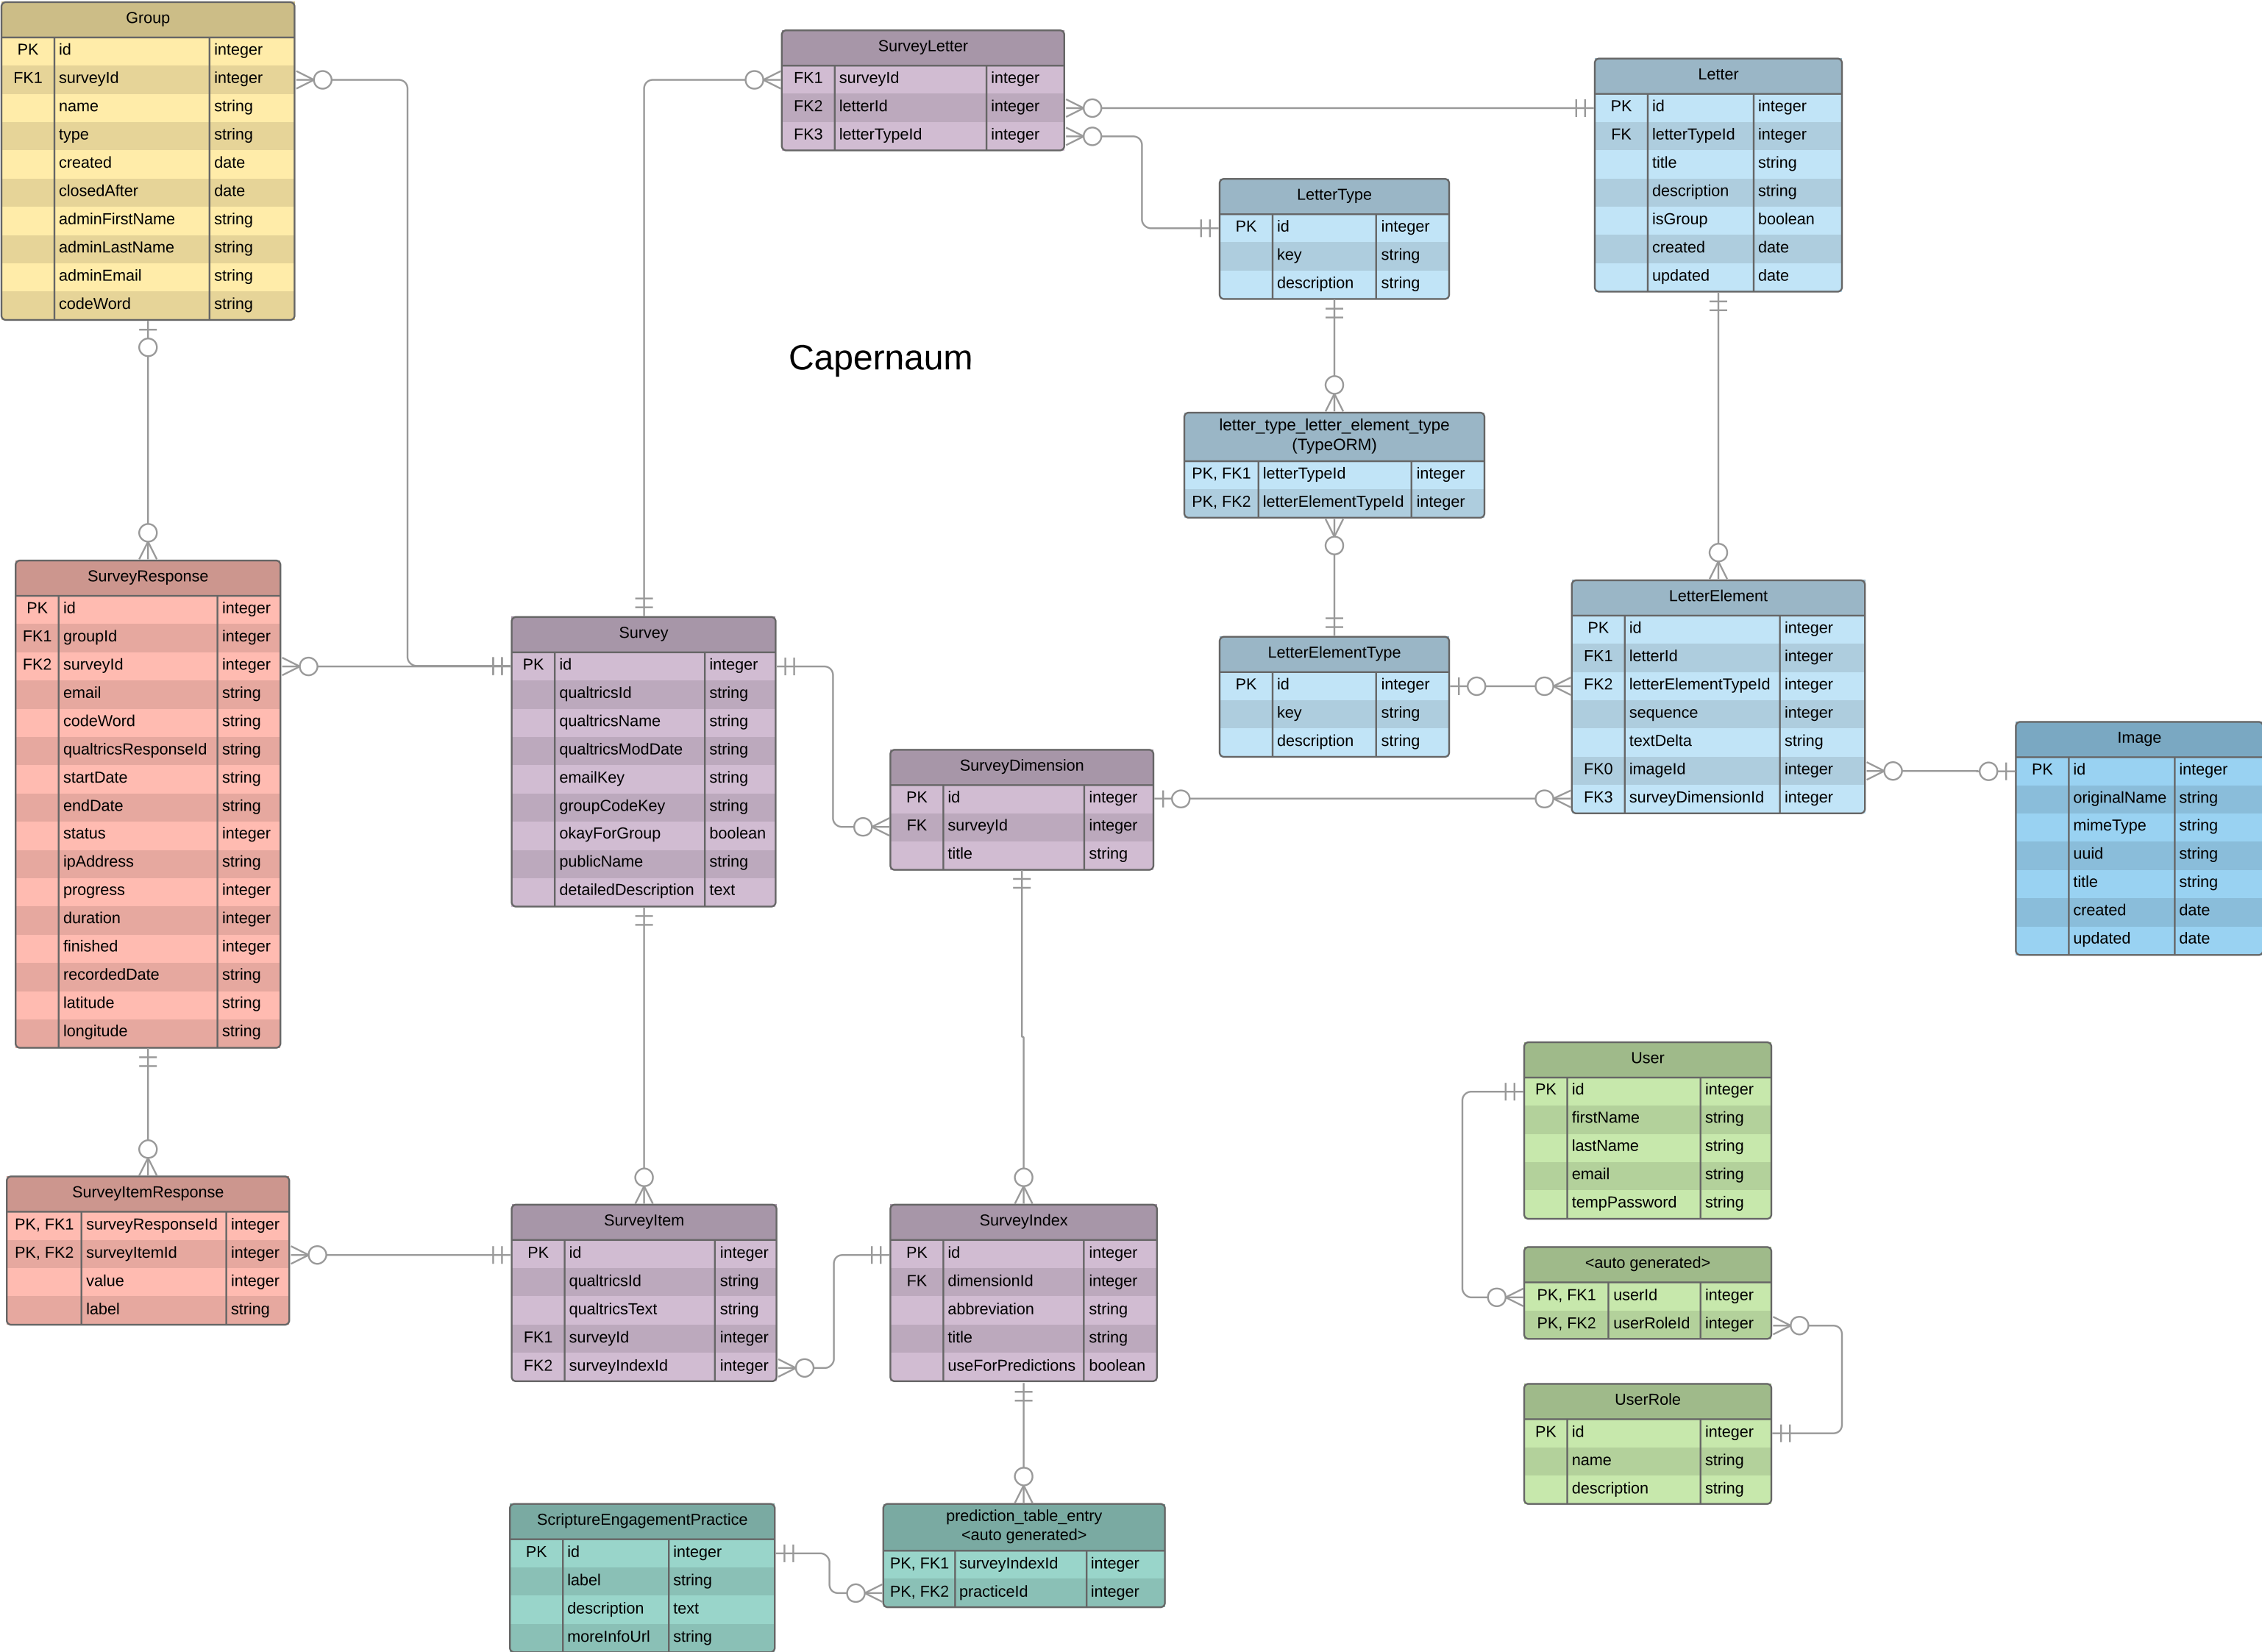 Group
PK id integer
FK1 surveyId integer
name string
type string
created date
closedAfter date
adminFirstName string
adminLastName string
adminEmail string
codeWord string
SurveyLetter
FK1 surveyId integer
FK2 letterId integer
FK3 letterTypeId integer
Letter
PK id integer
FK letterTypeId integer
title string
description string
isGroup boolean
created date
updated date
LetterType
PK id integer
key string
description string
Capernaum
letter_type_letter_element_type
(TypeORM)
PK, FK1 letterTypeId integer
PK, FK2 letterElementTypeId integer
SurveyResponse
PK id integer
FK1 groupId integer
FK2 surveyId integer
email string
codeWord string
qualtricsResponseId string
startDate string
endDate string
status integer
ipAddress string
progress integer
duration integer
finished integer
recordedDate string
latitude string
longitude string
Survey
PK id integer
qualtricsId string
qualtricsName string
qualtricsModDate string
emailKey string
groupCodeKey string
okayForGroup boolean
publicName string
detailedDescription text
LetterElementType
PK id integer
key string
description string
LetterElement
PK id integer
FK1 letterId integer
FK2 letterElementTypeId integer
sequence integer
textDelta string
FK0 imageId integer
FK3 surveyDimensionId integer
SurveyDimension
PK id integer
FK surveyId integer
title string
Image
PK id integer
originalName string
mimeType string
uuid string
title string
created date
updated date
User
PK id integer
firstName string
lastName string
email string
tempPassword string
SurveyItemResponse
PK, FK1 surveyResponseId integer
PK, FK2 surveyItemId integer
value integer
label string
SurveyItem
PK id integer
qualtricsId string
qualtricsText string
FK1 surveyId integer
FK2 surveyIndexId integer
SurveyIndex
PK id integer
FK dimensionId integer
abbreviation string
title string
useForPredictions boolean
<auto generated>
PK, FK1 userId integer
PK, FK2 userRoleId integer
UserRole
PK id integer
name string
description string
ScriptureEngagementPractice
PK id integer
label string
description text
moreInfoUrl string
prediction_table_entry
<auto generated>
PK, FK1 surveyIndexId integer
PK, FK2 practiceId integer